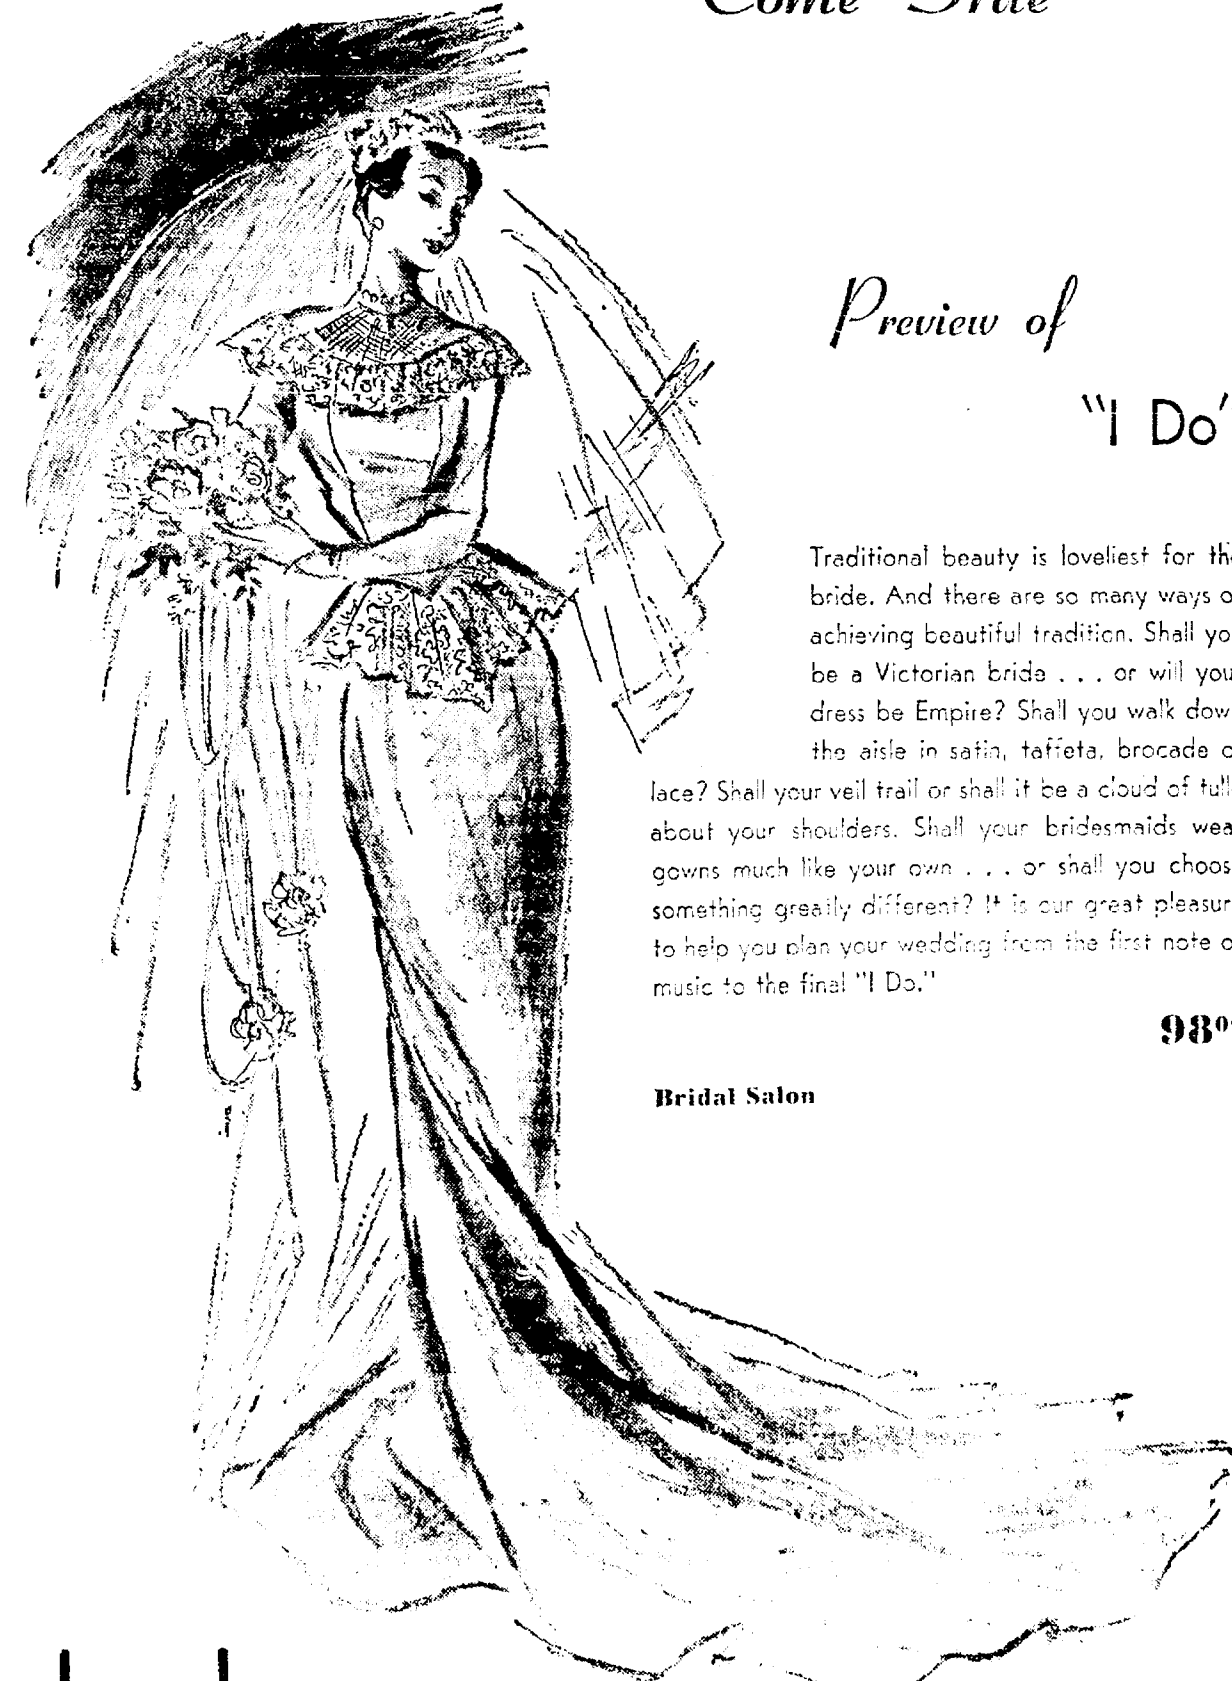 Come True
Preview of
"I Do"
Traditional beauty is loveliest for the
bride. And there are so many ways o
achieving beautiful tradition. Shall yo
be a Victorian bride . . . or will you
dress be Empire? Shall you walk dow
the aisle in satin, taffeta, brocade o
lace? Shall your veil trail or shall it be a cloud of tull
about your shoulders. Shall your bridesmaids wea
gowns much like your own . . . or shall you choos
something greatly different? It is our great pleasur
to help you plan your wedding from the first note o
music to the final "I Do."
98
Bridal Salon